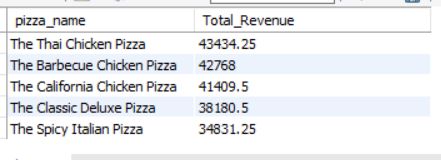 pizza_name Total_Revenue
The Thai Chicken Pizza 43434.25
The Barbecue Chicken Pizza 42768
The California Chicken Pizza 41409.5
The Classic Deluxe Pizza 38180.5
The Spicy Italian Pizza 34831.25